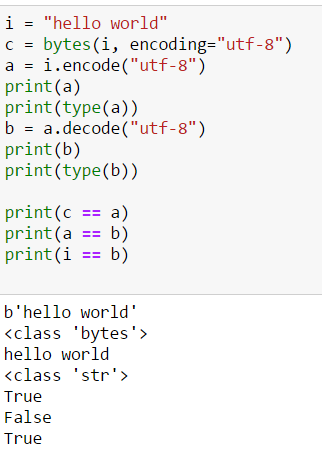 i = "hello world"
c = bytes(i, encoding="utf-8")
a = i.encode("utf-8")
print(a)
print(type(a))
b = a.decode("utf-8")
print(b)
print(type(b))
print(c == a)
print(a == b)
print(i == b)
b'hello world'
<class 'bytes'>
hello world
<class 'str'>
True
False
True